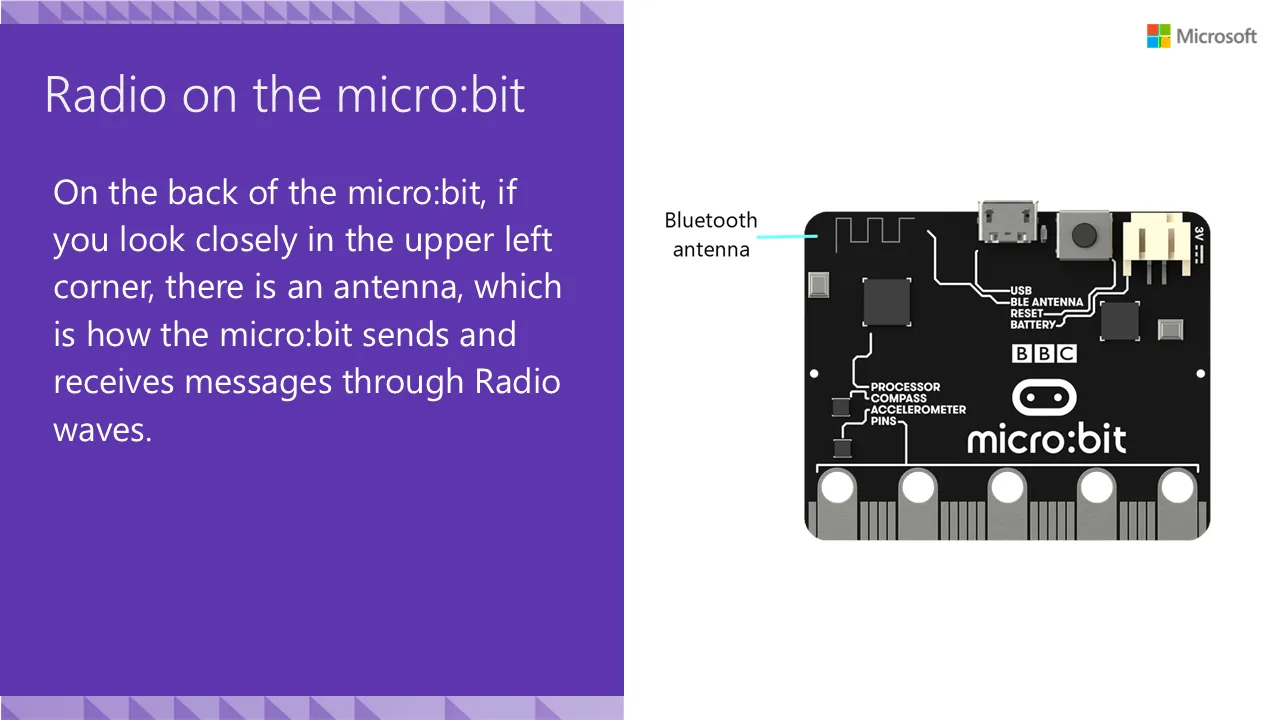 Microsoft
Radio on the micro:bit
On the back of the micro:bit, if
you look closely in the upper left
corner, there is an antenna, which
is how the micro:bit sends and
receives messages through Radio
waves.
Bluetooth
antenna
3V
USB
BLE ANTENNA
RESET
BATTERY
BBC
PROCESSOR
COMPASS
ACCELEROMETER
PINS
micro:bit